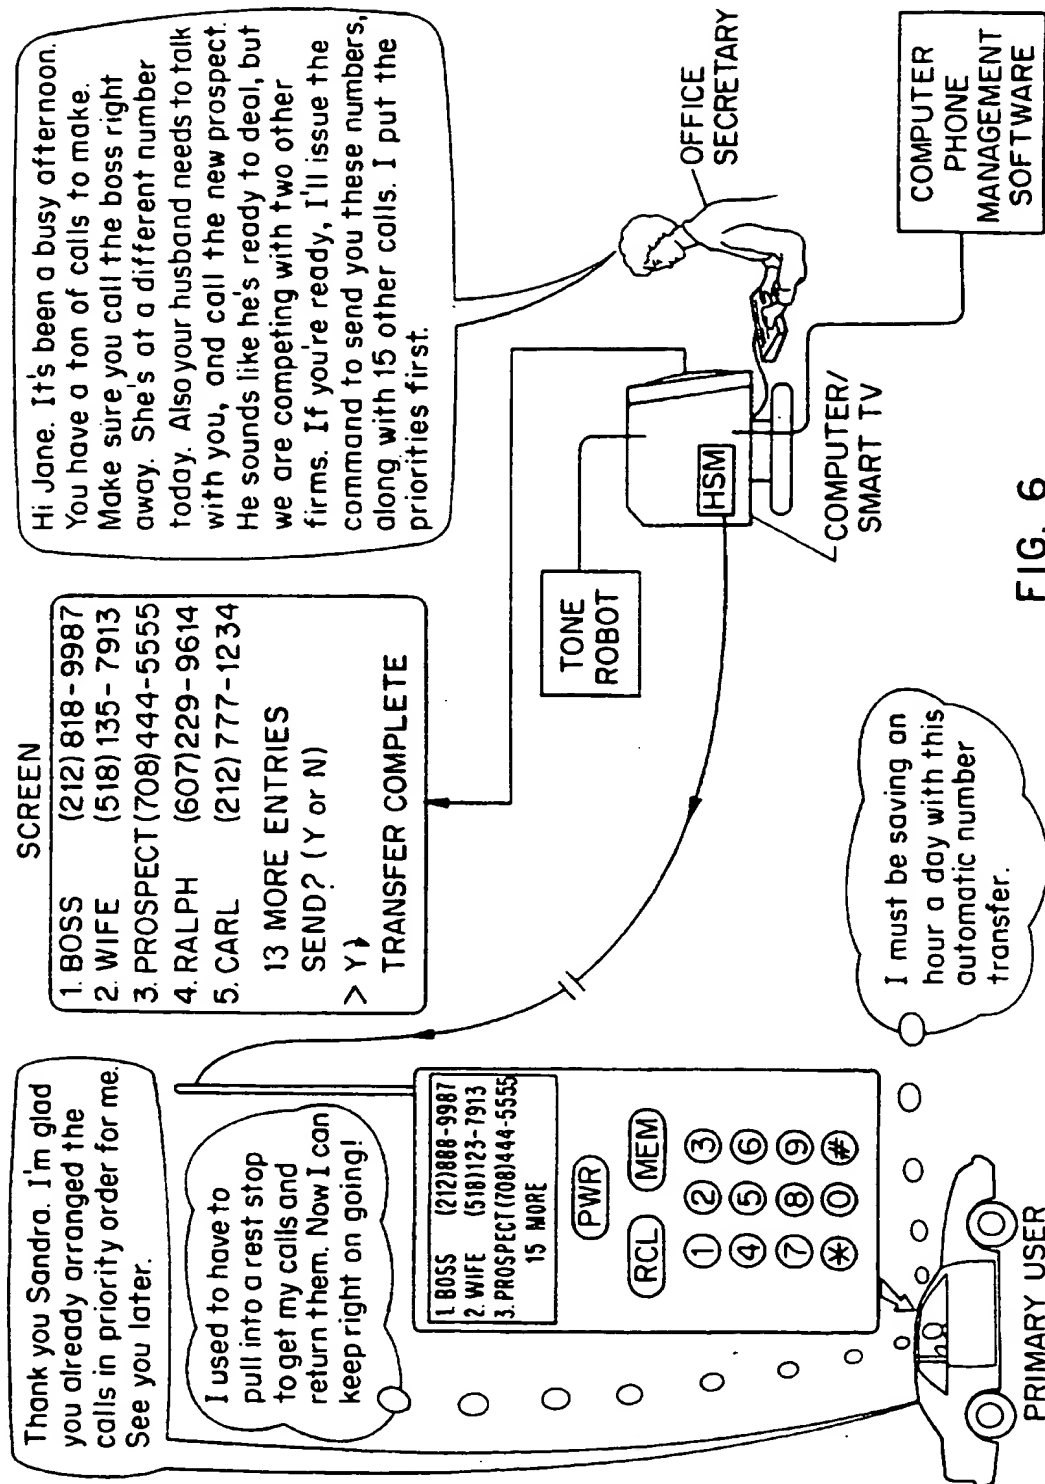 Thank you Sandra. I'm glad
you already arranged the
calls in priority order for me.
See you later.
I used to have to
pull into a rest stop
to get my calls and
return them. Now I can
keep right on going!
1. BOSS (212)888-9987
2. WIFE (518)123-7913
3. PROSPECT (708)444-5555
15 MORE
PWR
RCL MEM
1 2 3
4 5 6
7 8 9
* 0 #
PRIMARY USER
SCREEN
1. BOSS (212) 818-9987
2. WIFE (518) 135-7913
3. PROSPECT (708)444-5555
4. RALPH (607)229-9614
5. CARL (212) 777-1234
13 MORE ENTRIES
SEND? (Y or N)
> Y
TRANSFER COMPLETE
I must be saving an
hour a day with this
automatic number
transfer.
Hi Jane. It's been a busy afternoon.
You have a ton of calls to make.
Make sure you call the boss right
away. She's at a different number
today. Also your husband needs to talk
with you, and call the new prospect.
He sounds like he's ready to deal, but
we are competing with two other
firms. If you're ready, I'll issue the
command to send you these numbers,
along with 15 other calls. I put the
priorities first.
TONE
ROBOT
HSM
COMPUTER/
SMART TV
OFFICE
SECRETARY
COMPUTER
PHONE
MANAGEMENT
SOFTWARE
FIG. 6